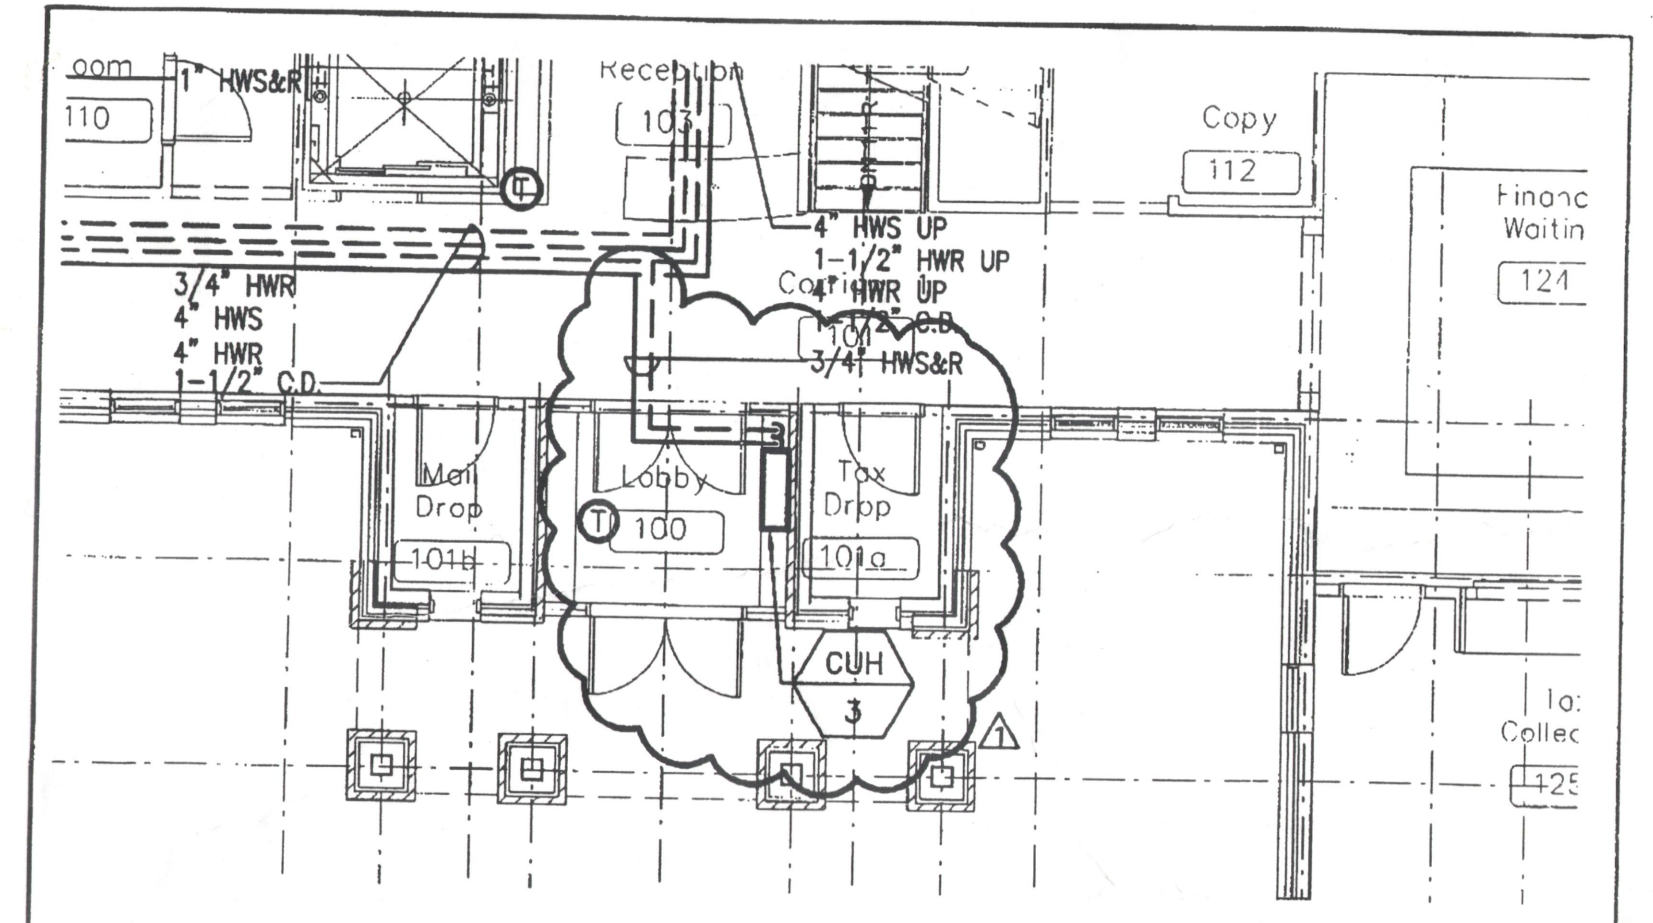 oom
110
1" HWS&R
Reception
103
T
Copy
112
Financ
Waitin
124
4" HWS UP
1-1/2" HWR UP
4" HWR UP
1-1/2" C.D.
3/4" HWS&R
3/4" HWR
4" HWS
4" HWR
1-1/2" C.D.
Mail
Drop
101b
Lobby
T
100
Tax
Drop
101a
CUH
3
1
Collec
125